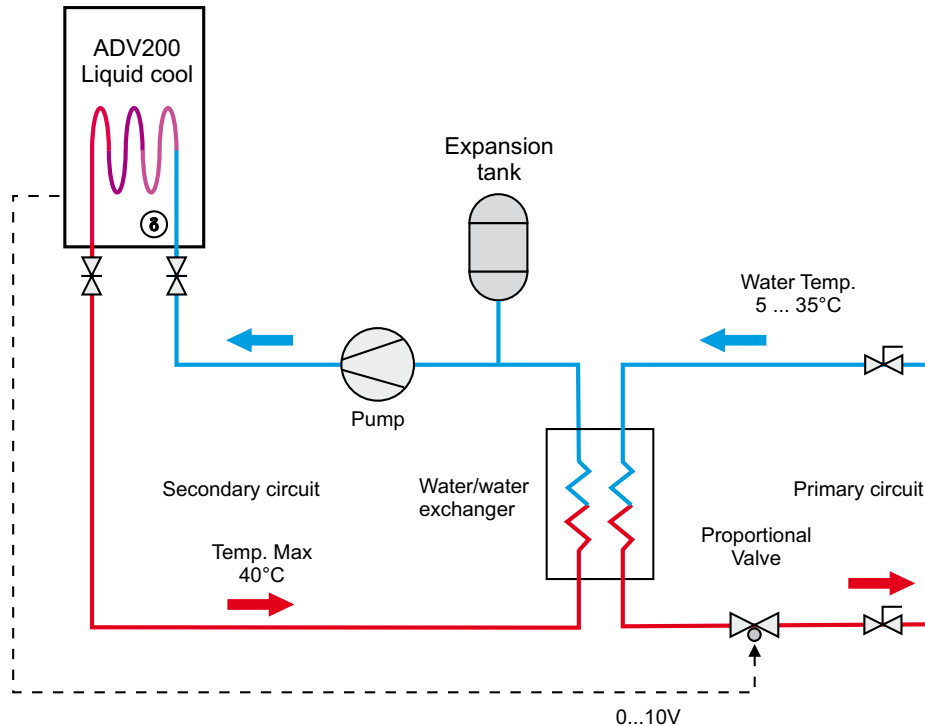 ADV200
Liquid cool
Expansion
tank
Water Temp.
5 ... 35°C
Pump
Secondary circuit
Water/water
exchanger
Primary circuit
Proportional
Valve
Temp. Max
40°C
0...10V